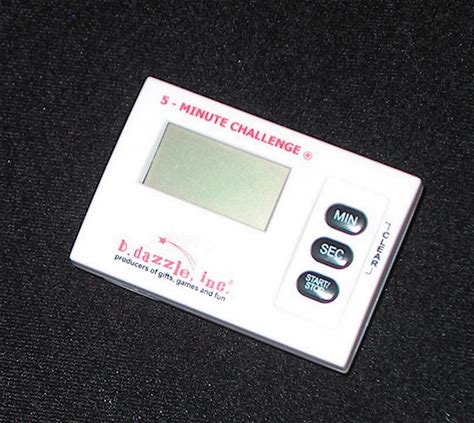 5 - MINUTE CHALLENGE ®
MIN
SEC
START/
STOP
CLEAR
b. dazzle, inc.®
producers of gifts, games and fun